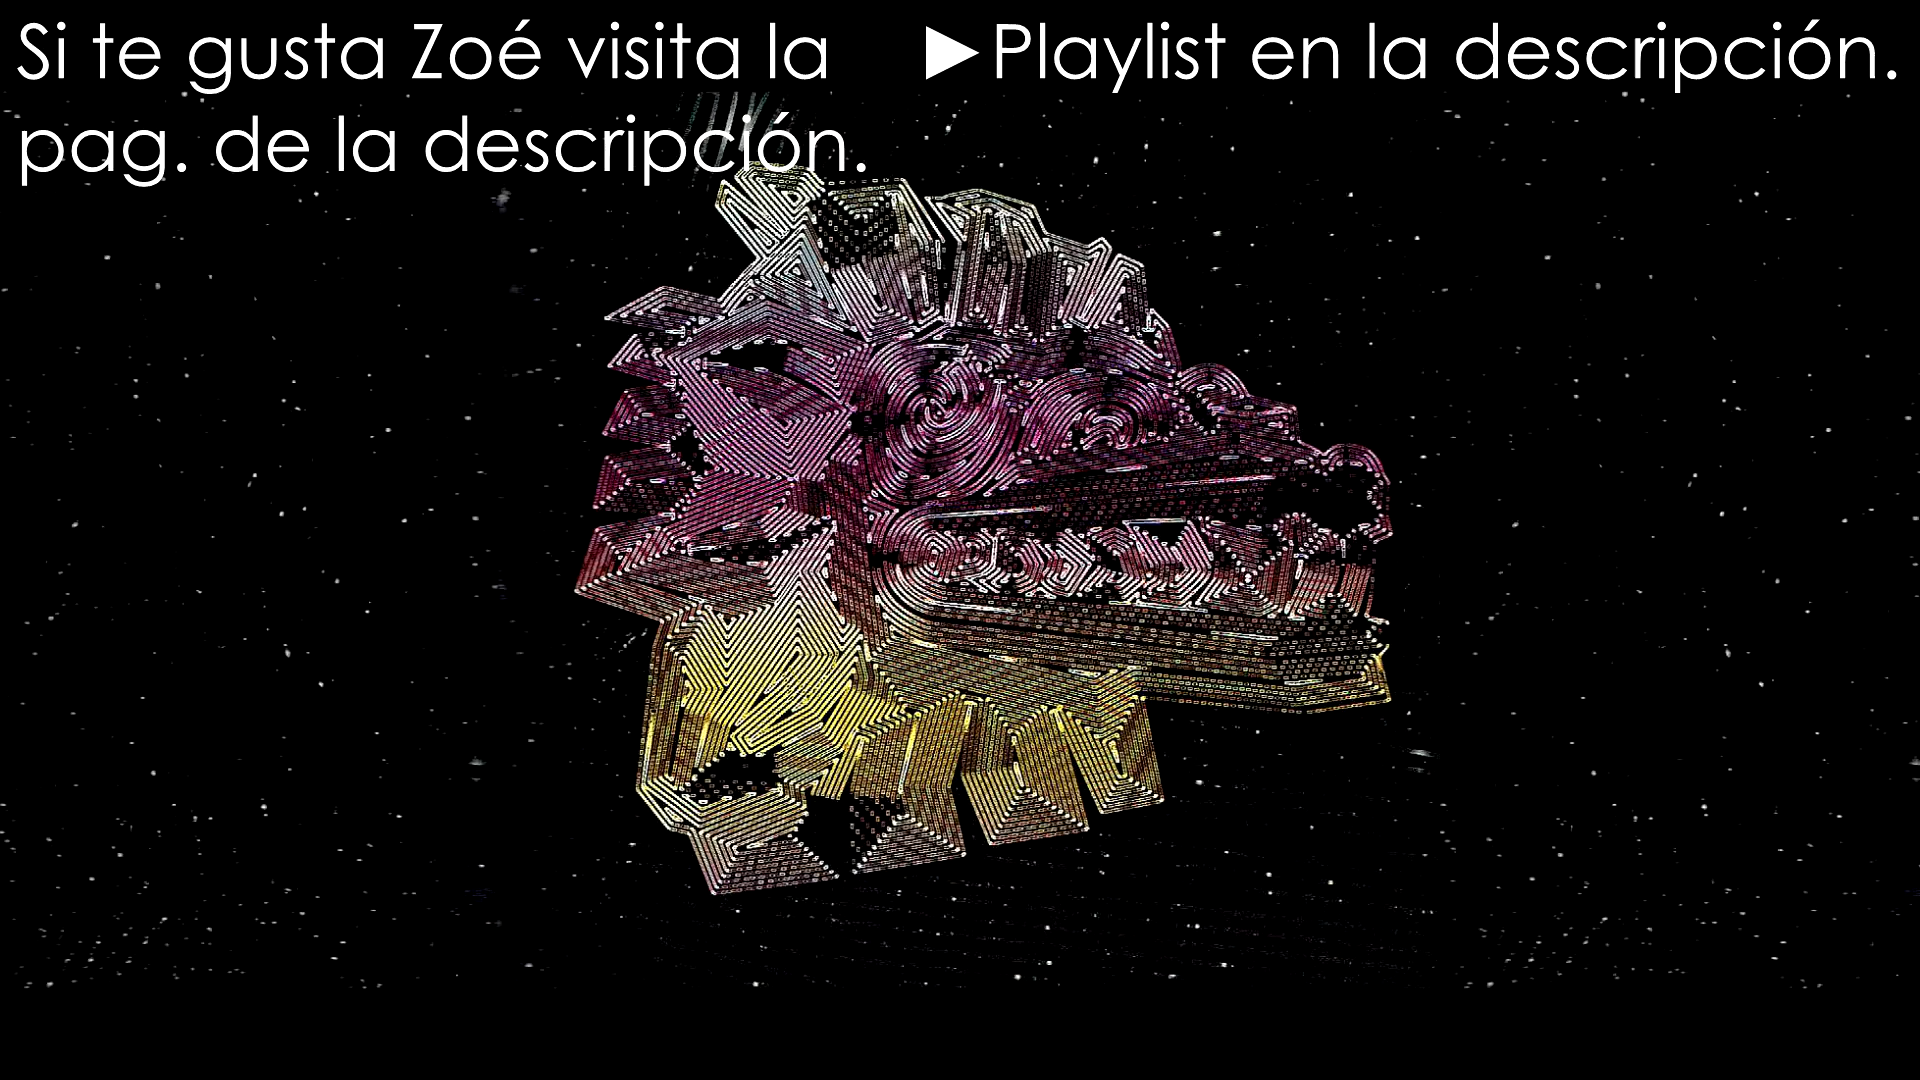 Si te gusta Zoé visita la
pag. de la descripción.
►Playlist en la descripción.